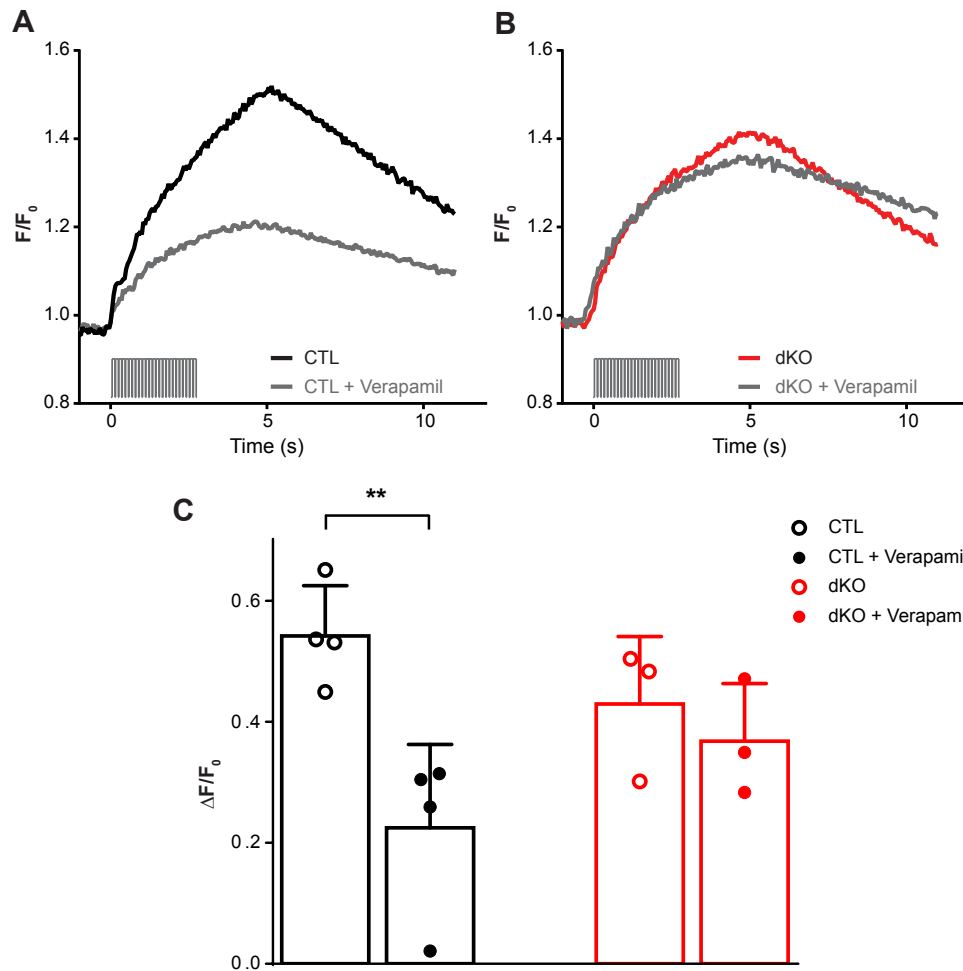 A
1.6
1.4
1.2
1.0
0.8
F/F0
0
5
10
Time (s)
CTL
CTL + Verapamil
B
1.6
1.4
1.2
1.0
0.8
F/F0
0
5
10
Time (s)
dKO
dKO + Verapamil
C
**
0.6
0.4
0.2
0.0
ΔF/F0
CTL
CTL + Verapami
dKO
dKO + Verapam